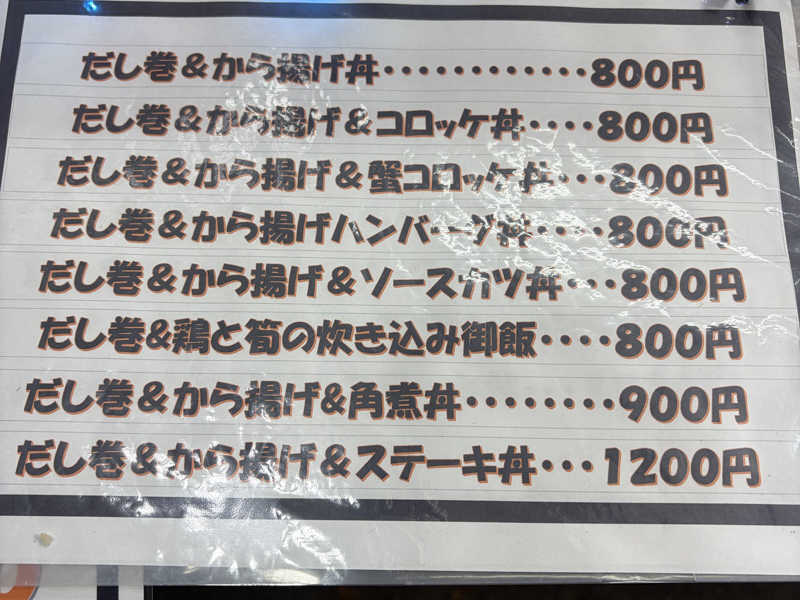 だし巻&から揚げ丼････････････800円
だし巻&から揚げ&コロッケ丼････800円
だし巻&から揚げ&蟹コロッケ丼･･･800円
だし巻&から揚げハンバーグ丼････800円
だし巻&から揚げ&ソースカツ丼･･･800円
だし巻&鶏と筍の炊き込み御飯････800円
だし巻&から揚げ&角煮丼････････900円
だし巻&から揚げ&ステーキ丼･･･1200円